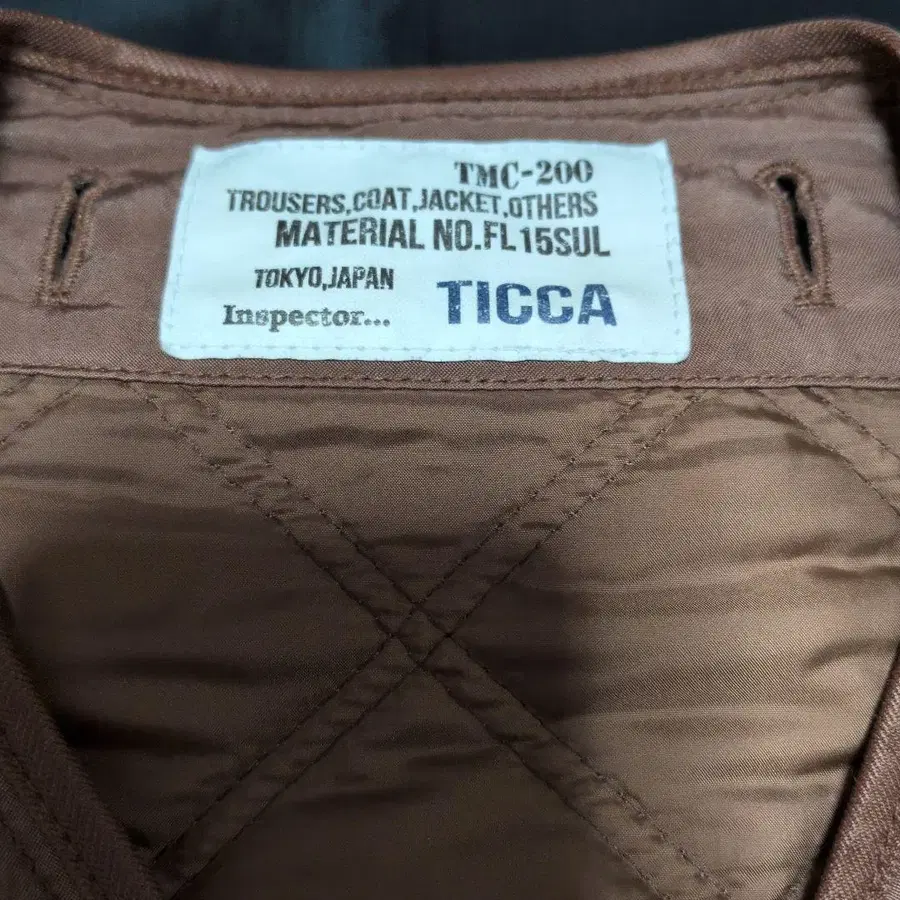 TMC-200
TROUSERS,COAT,JACKET,OTHERS
MATERIAL NO.FL15SUL
TOKYO,JAPAN
Inspector... TICCA